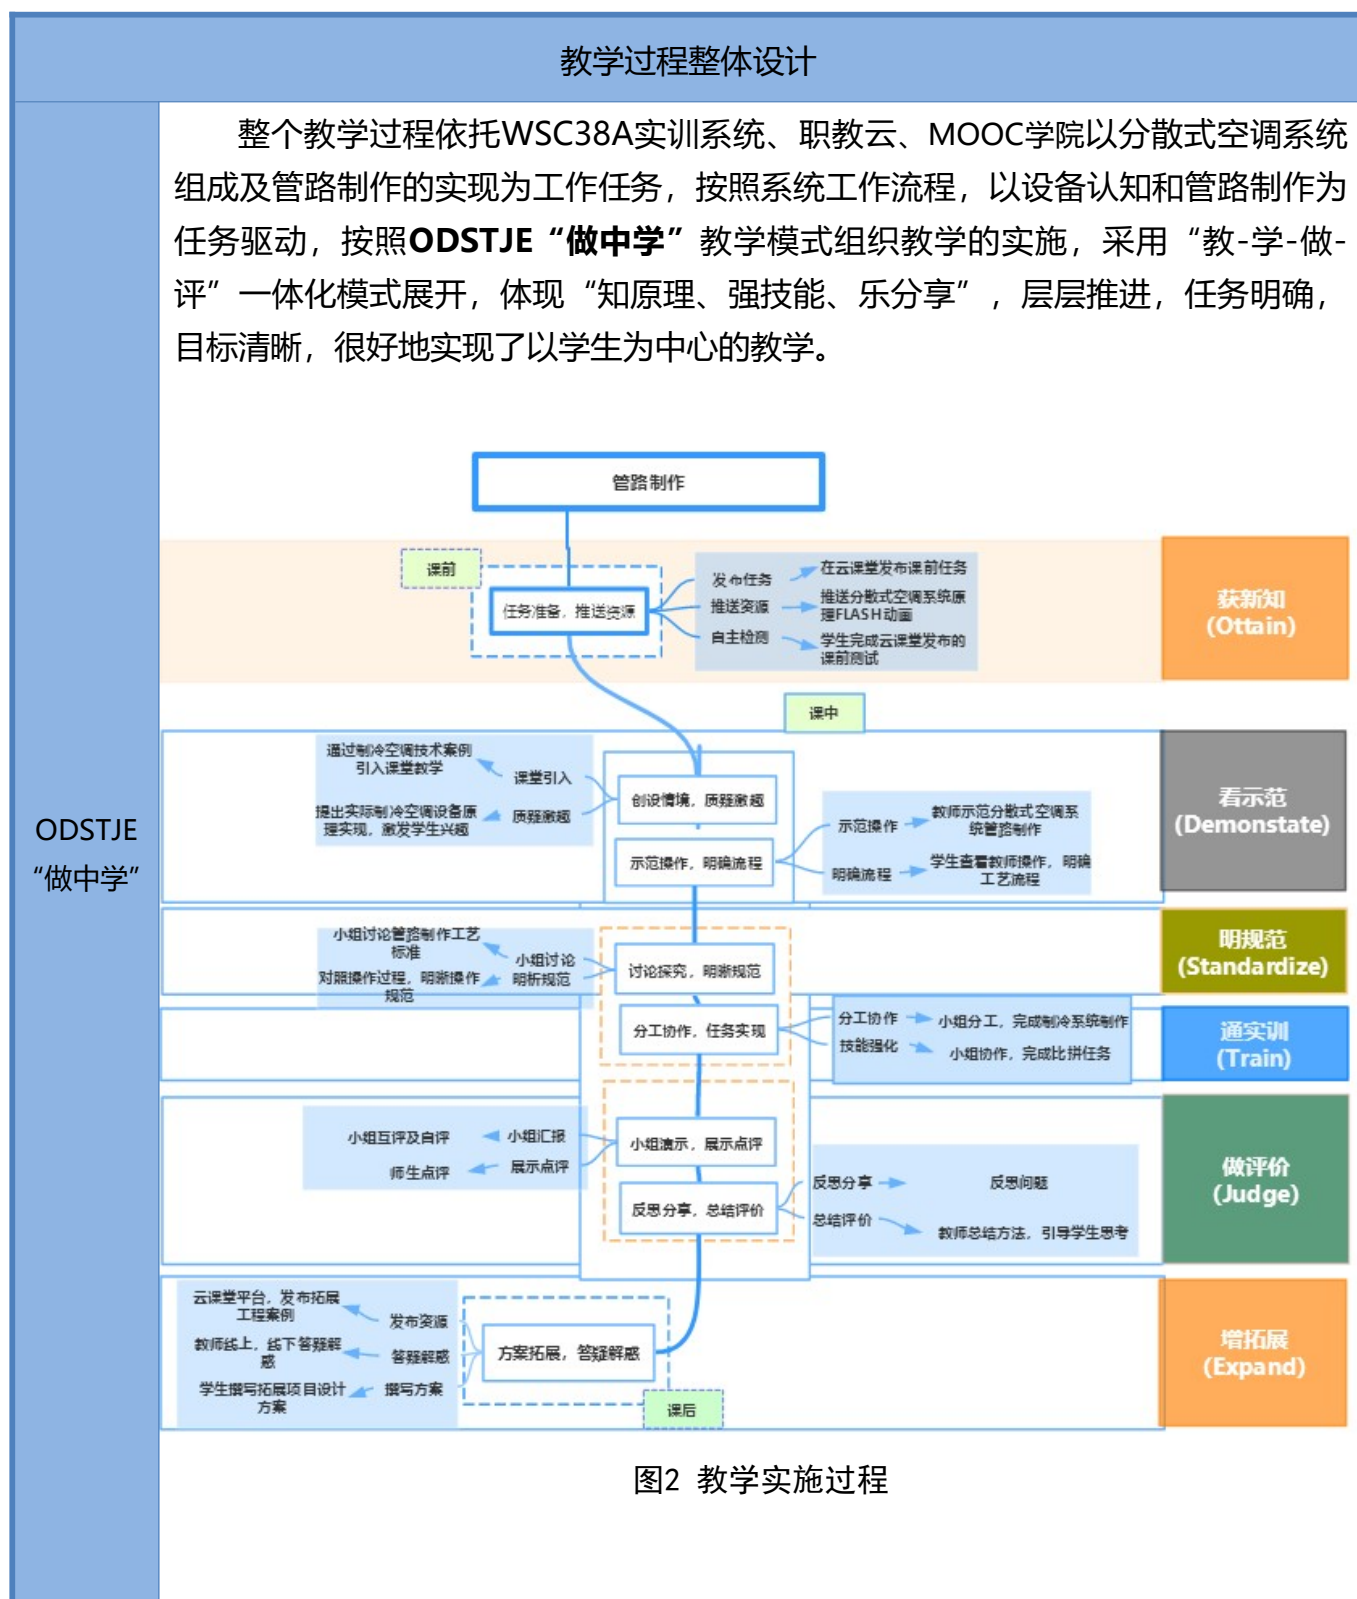 教学过程整体设计
ODSTJE
“做中学”
整个教学过程依托WSC38A实训系统、职教云、MOOC学院以分散式空调系统
组成及管路制作的实现为工作任务，按照系统工作流程，以设备认知和管路制作为
任务驱动，按照ODSTJE“做中学”教学模式组织教学的实施，采用“教-学-做-
评”一体化模式展开，体现“知原理、强技能、乐分享”，层层推进，任务明确，
目标清晰，很好地实现了以学生为中心的教学。
管路制作
课前
任务准备，推送资源
发布任务
在云课堂发布课前任务
推送资源
推送分散式空调系统原
理FLASH动画
自主检测
学生完成云课堂发布的
课前测试
获新知
(Ottain)
课中
通过制冷空调技术案例
引入课堂教学
课堂引入
提出实际制冷空调设备原
理实现，激发学生兴趣
质疑激趣
创设情境，质疑激趣
示范操作，明确流程
示范操作
教师示范分散式空调系
统管路制作
明确流程
学生查看教师操作，明确
工艺流程
看示范
(Demonstate)
小组讨论管路制作工艺
标准
小组讨论
对照操作过程，明晰操作
规范
明析规范
讨论探究，明晰规范
明规范
(Standardize)
分工协作，任务实现
分工协作
小组分工，完成制冷系统制作
技能强化
小组协作，完成比拼任务
通实训
(Train)
小组互评及自评
小组汇报
师生点评
展示点评
小组演示，展示点评
反思分享，总结评价
反思分享
反思问题
总结评价
教师总结方法，引导学生思考
做评价
(Judge)
云课堂平台，发布拓展
工程案例
发布资源
教师线上，线下答疑解
惑
答疑解惑
学生撰写拓展项目设计
方案
撰写方案
方案拓展，答疑解惑
课后
增拓展
(Expand)
图2 教学实施过程